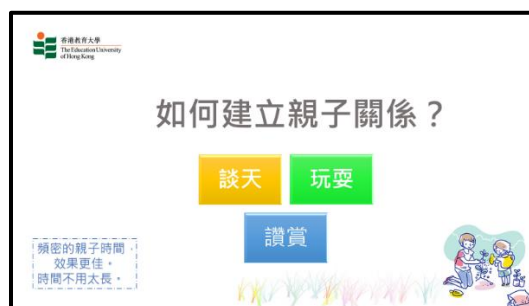 香港教育大學
The Education University
of Hong Kong
如何建立親子關係？
談天
玩耍
讚賞
頻密的親子時間，
效果更佳。
時間不用太長。